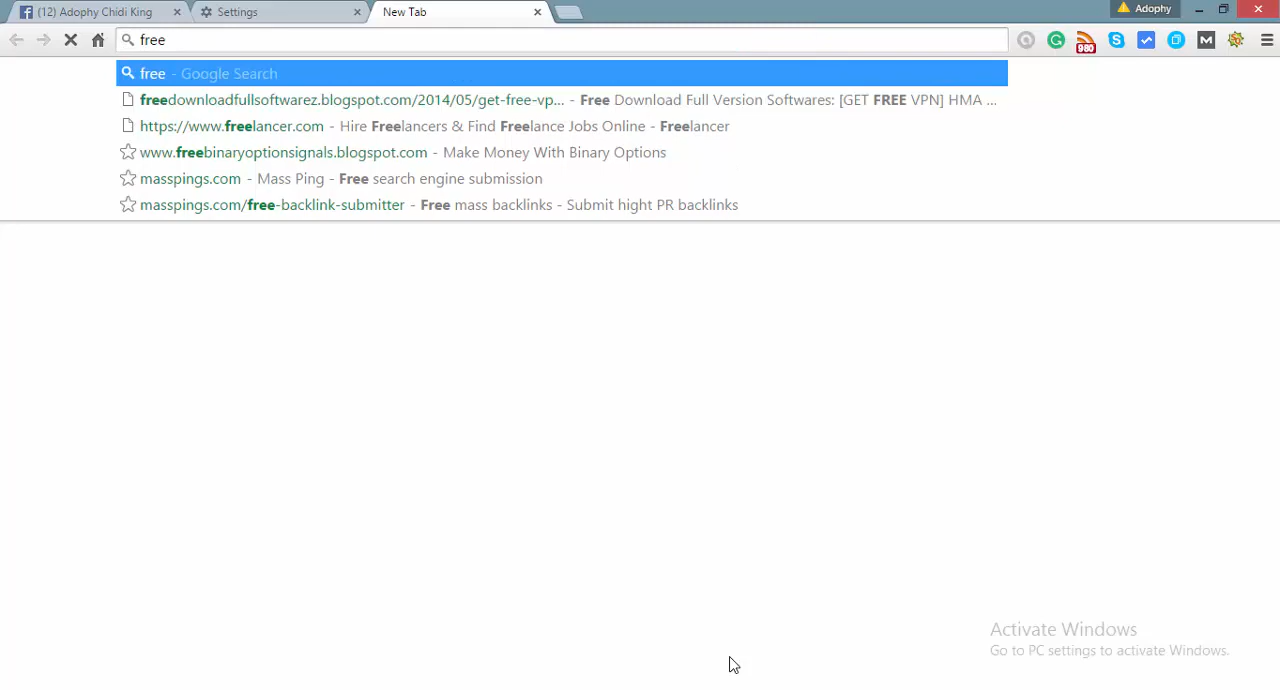 (12) Adophy Chidi King
Settings
New Tab
Adophy
free
980
free - Google Search
freedownloadfullsoftwarez.blogspot.com/2014/05/get-free-vp... - Free Download Full Version Softwares: [GET FREE VPN] HMA ...
https://www.freelancer.com - Hire Freelancers & Find Freelance Jobs Online - Freelancer
www.freebinaryoptionsignals.blogspot.com - Make Money With Binary Options
masspings.com - Mass Ping - Free search engine submission
masspings.com/free-backlink-submitter - Free mass backlinks - Submit hight PR backlinks
Activate Windows
Go to PC settings to activate Windows.